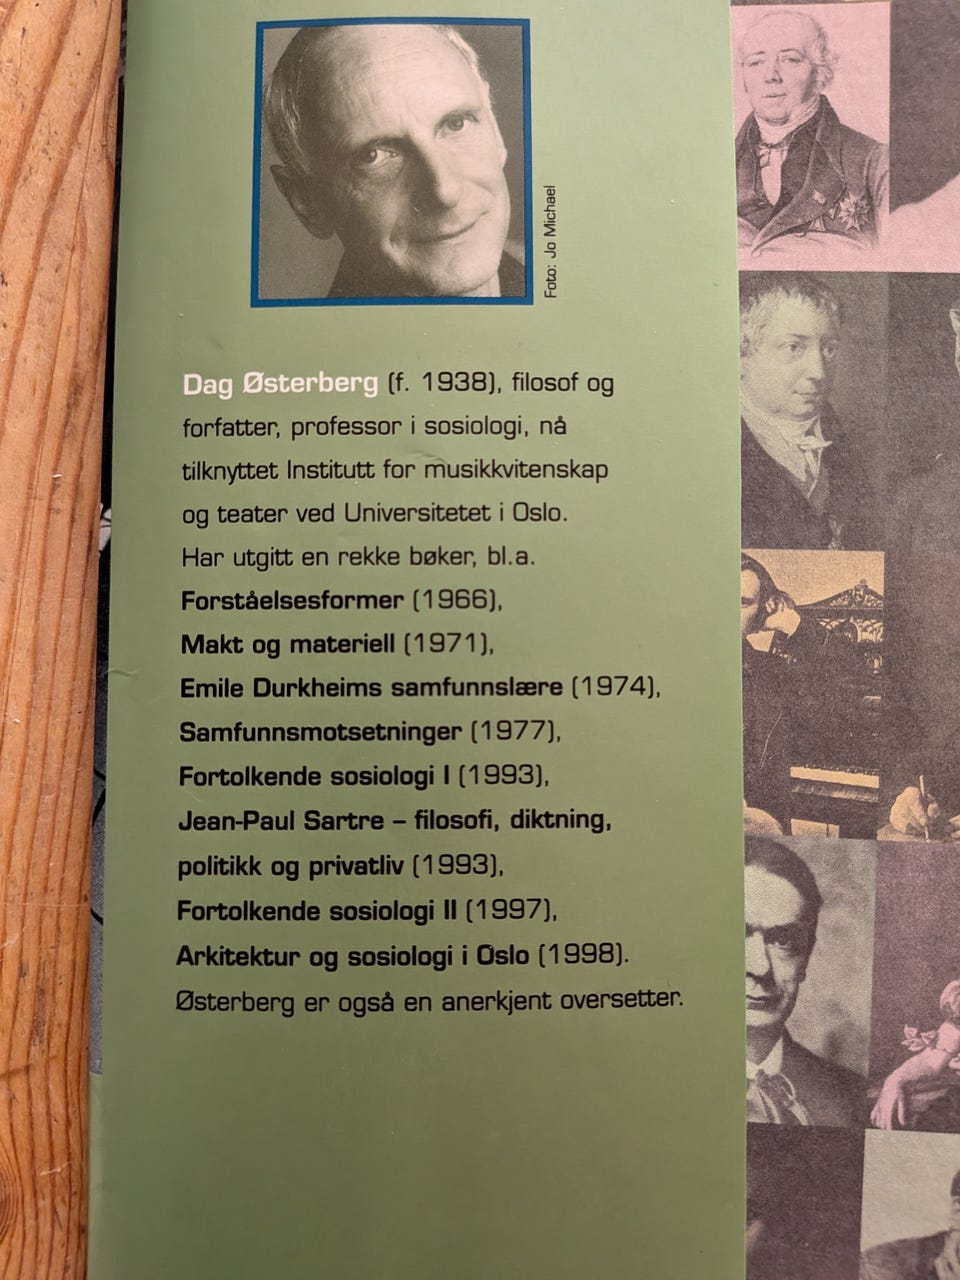 Foto: Jo Michael
Dag Østerberg (f. 1938), filosof og
forfatter, professor i sosiologi, nå
tilknyttet Institutt for musikkvitenskap
og teater ved Universitetet i Oslo.
Har utgitt en rekke bøker, bl.a.
Forståelsesformer (1966),
Makt og materiell (1971),
Emile Durkheims samfunnslære (1974),
Samfunnsmotsetninger (1977),
Fortolkende sosiologi I (1993),
Jean-Paul Sartre – filosofi, diktning,
politikk og privatliv (1993),
Fortolkende sosiologi II (1997),
Arkitektur og sosiologi i Oslo (1998).
Østerberg er også en anerkjent oversetter.